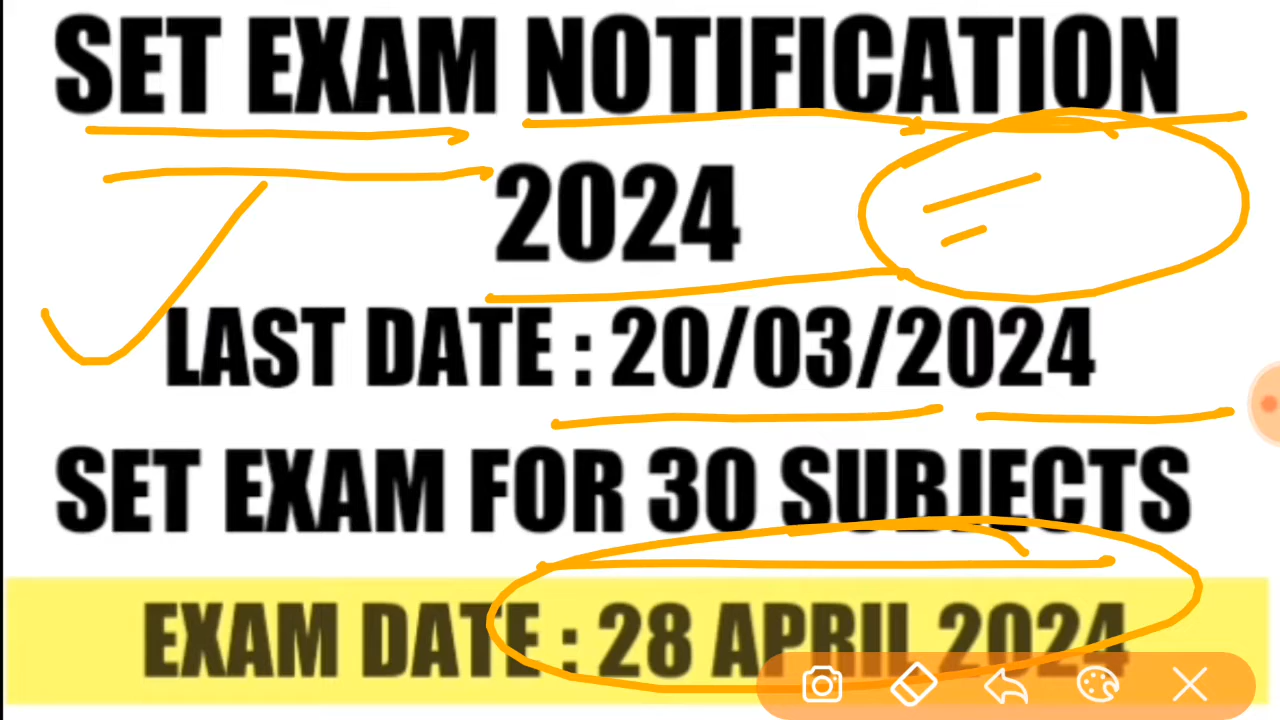 SET EXAM NOTIFICATION
2024
LAST DATE : 20/03/2024
SET EXAM FOR 30 SUBJECTS
EXAM DATE : 28 APRIL 2024